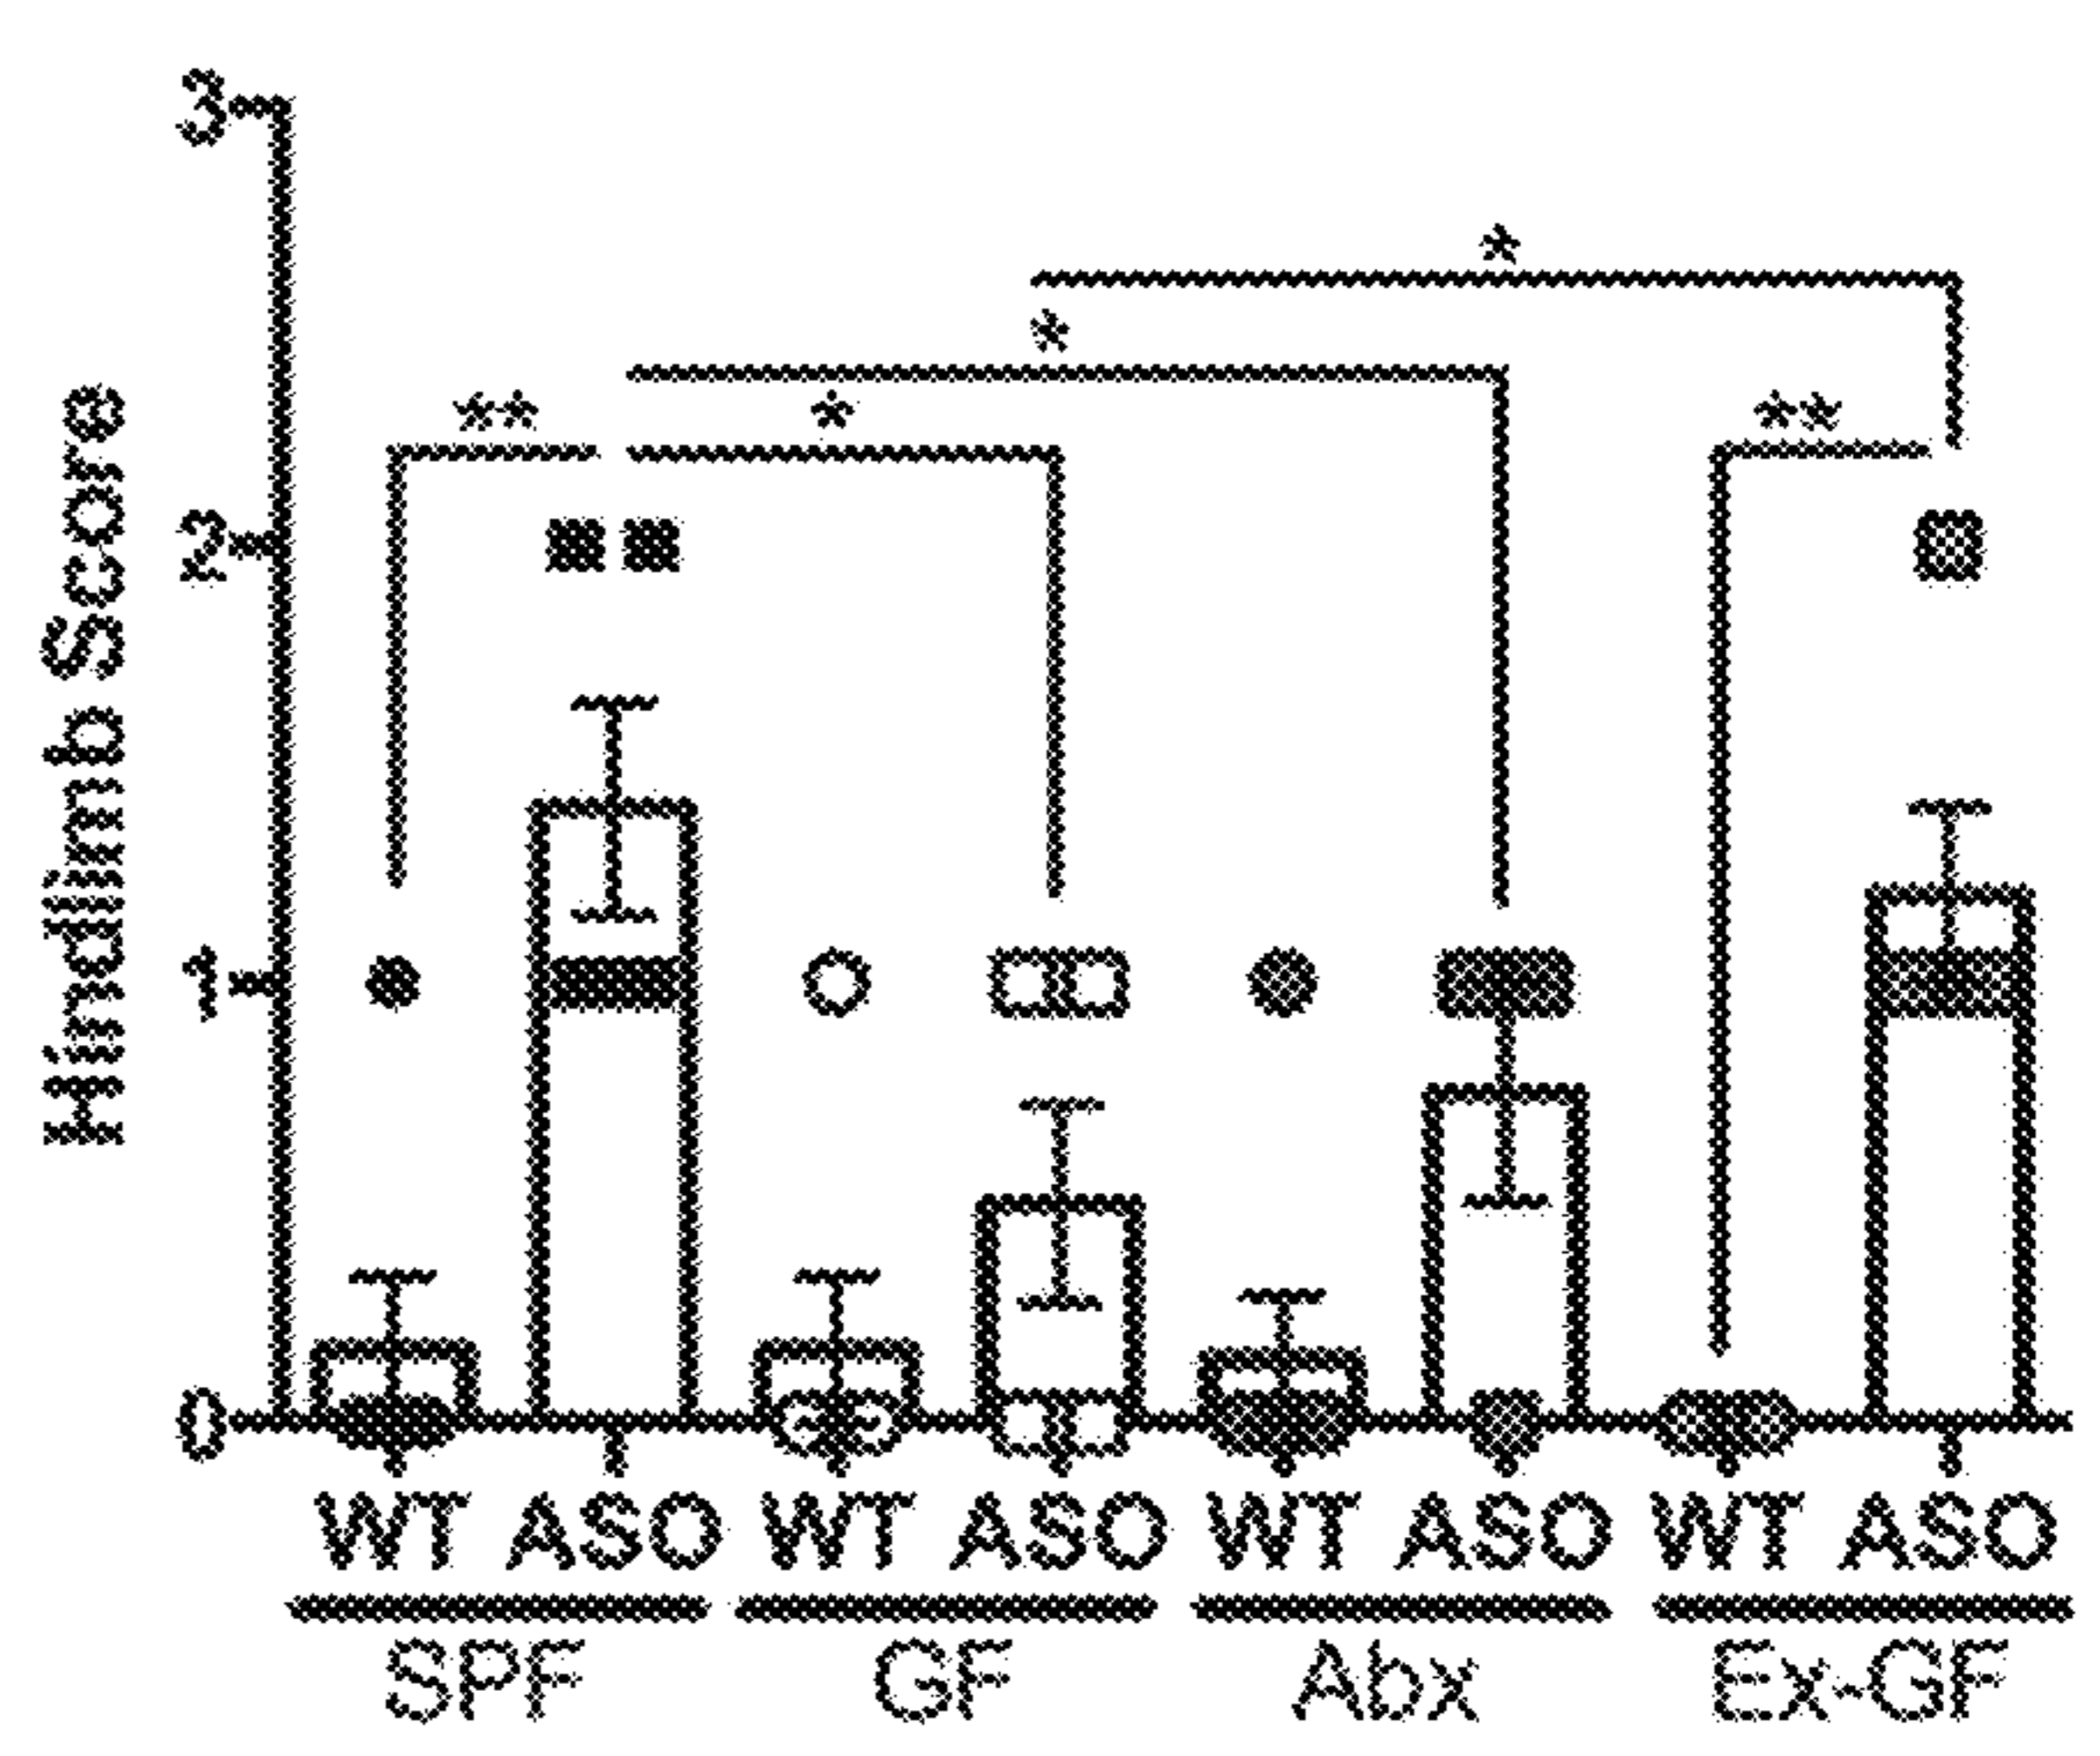 Hindlimb Score
3
2
1
0
*
*
** * **
WT ASO WT ASO WT ASO WT ASO
SPF GF Abx Ex-GF